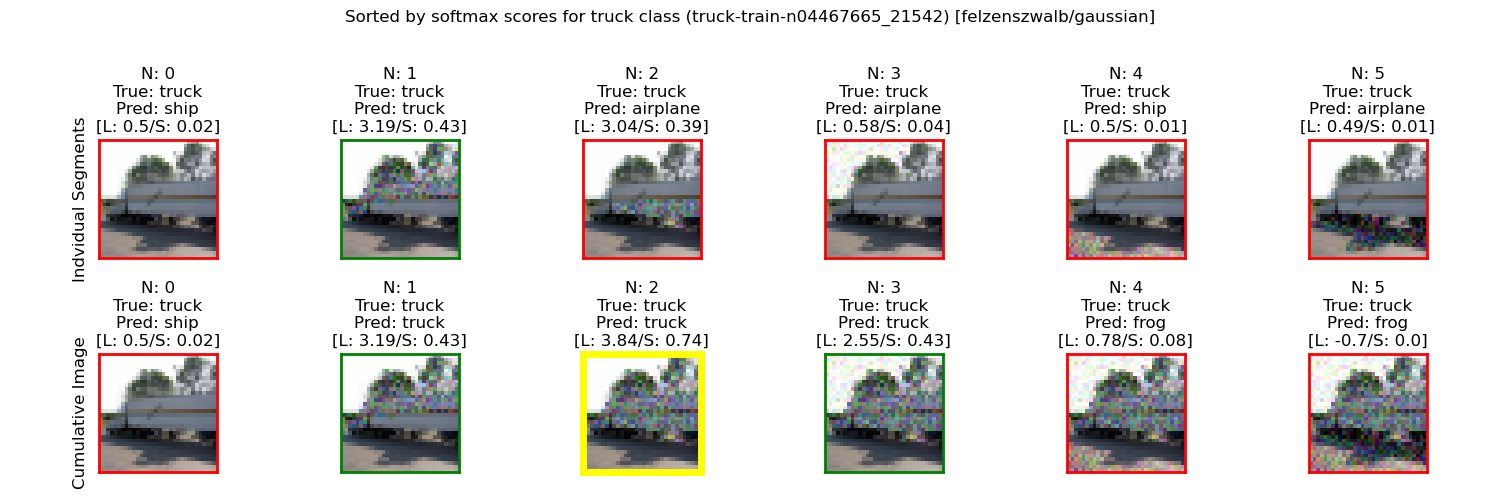 Sorted by softmax scores for truck class (truck-train-n04467665_21542) [felzenszwalb/gaussian]
Indvidual Segments
N: 0
True: truck
Pred: ship
[L: 0.5/S: 0.02]
N: 1
True: truck
Pred: truck
[L: 3.19/S: 0.43]
N: 2
True: truck
Pred: airplane
[L: 3.04/S: 0.39]
N: 3
True: truck
Pred: airplane
[L: 0.58/S: 0.04]
N: 4
True: truck
Pred: ship
[L: 0.5/S: 0.01]
N: 5
True: truck
Pred: airplane
[L: 0.49/S: 0.01]
Cumulative Image
N: 0
True: truck
Pred: ship
[L: 0.5/S: 0.02]
N: 1
True: truck
Pred: truck
[L: 3.19/S: 0.43]
N: 2
True: truck
Pred: truck
[L: 3.84/S: 0.74]
N: 3
True: truck
Pred: truck
[L: 2.55/S: 0.43]
N: 4
True: truck
Pred: frog
[L: 0.78/S: 0.08]
N: 5
True: truck
Pred: frog
[L: -0.7/S: 0.0]